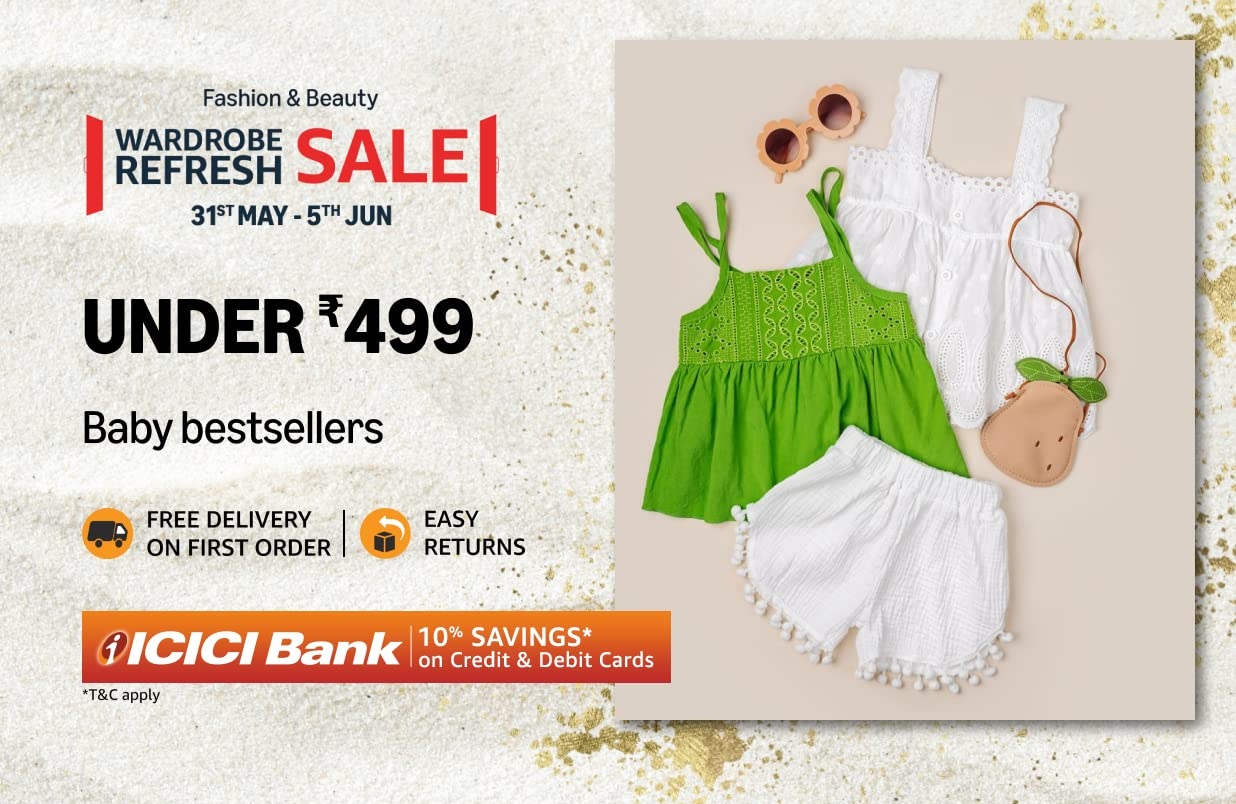 Fashion & Beauty
WARDROBE
REFRESH SALE
31ST MAY - 5TH JUN
UNDER ₹499
Baby bestsellers
FREE DELIVERY
ON FIRST ORDER
EASY
RETURNS
i ICICI Bank
10% SAVINGS*
on Credit & Debit Cards
*T&C apply